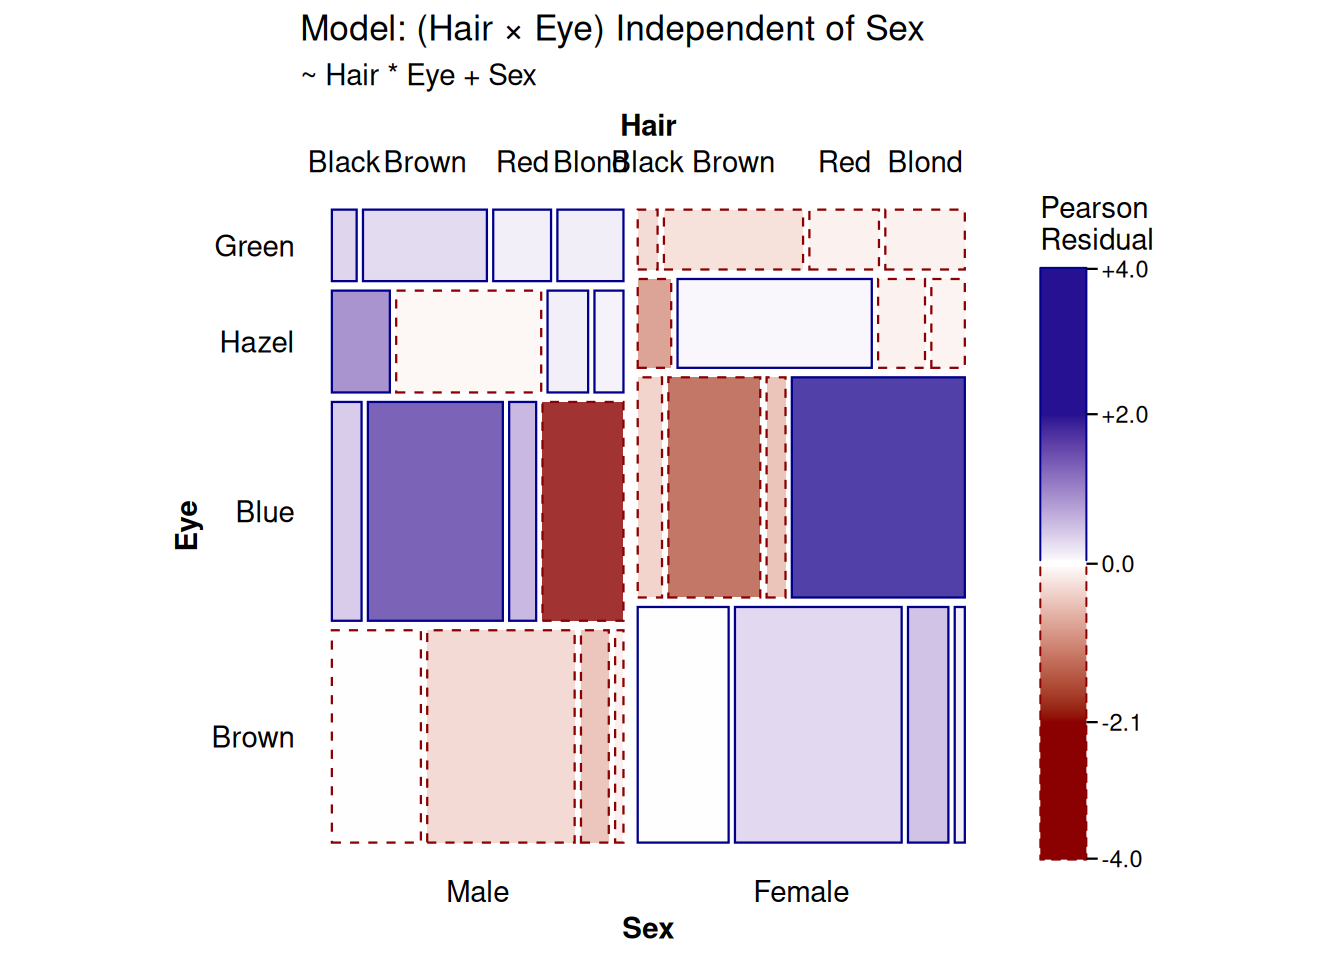 Model: (Hair × Eye) Independent of Sex
~ Hair * Eye + Sex
Hair
Black Brown Red Blond Black Brown Red Blond
Pearson
Residual
+4.0
+2.0
0.0
-2.1
-4.0
Eye
Green
Hazel
Blue
Brown
Male Female
Sex